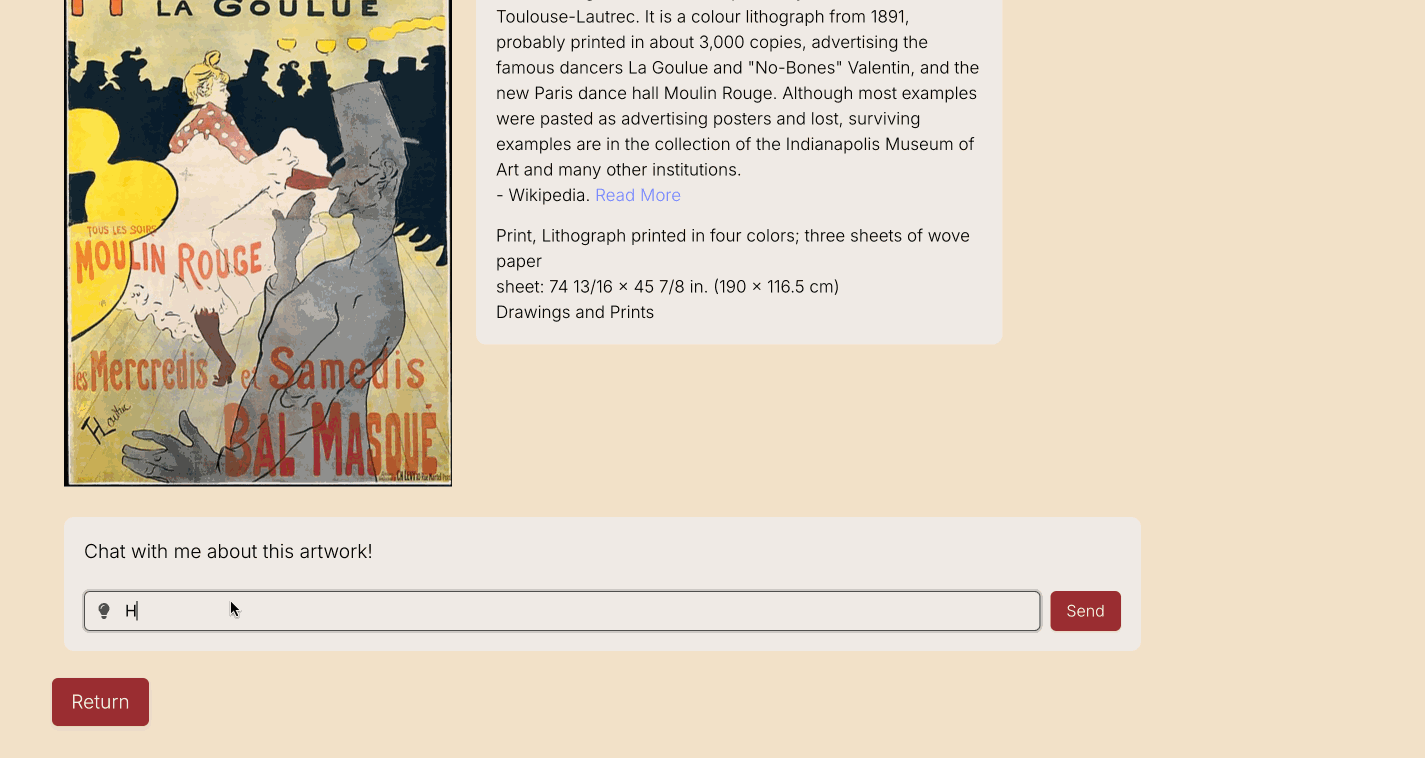 LA GOULUE
TOUS LES SOIRS
MOULIN ROUGE
les Mercredis et Samedis
BAL MASQUÉ
Toulouse-Lautrec. It is a colour lithograph from 1891,
probably printed in about 3,000 copies, advertising the
famous dancers La Goulue and "No-Bones" Valentin, and the
new Paris dance hall Moulin Rouge. Although most examples
were pasted as advertising posters and lost, surviving
examples are in the collection of the Indianapolis Museum of
Art and many other institutions.
- Wikipedia. Read More
Print, Lithograph printed in four colors; three sheets of wove
paper
sheet: 74 13/16 × 45 7/8 in. (190 × 116.5 cm)
Drawings and Prints
Chat with me about this artwork!
H
Send
Return